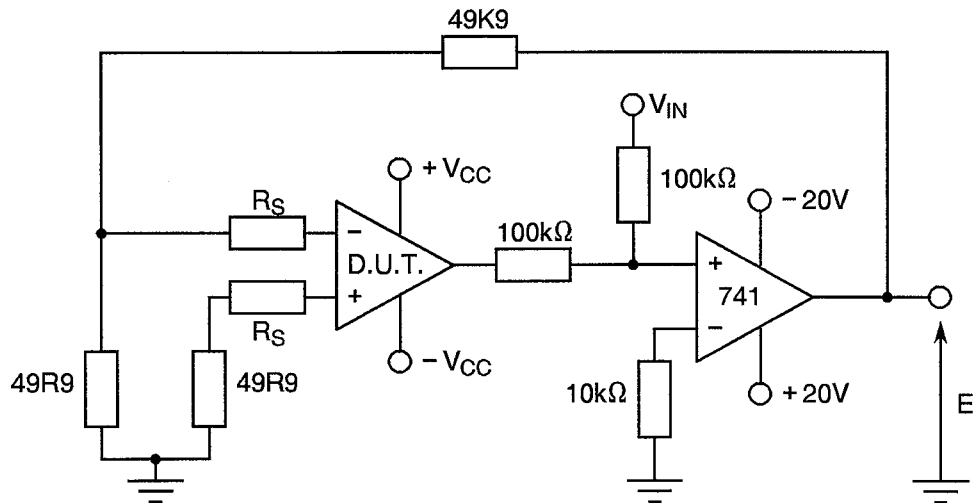 49K9
V_IN
+ V_CC
100kΩ
- 20V
R_S
100kΩ
-
D.U.T.
+
+
741
-
R_S
- V_CC
49R9
49R9
10kΩ
+ 20V
E